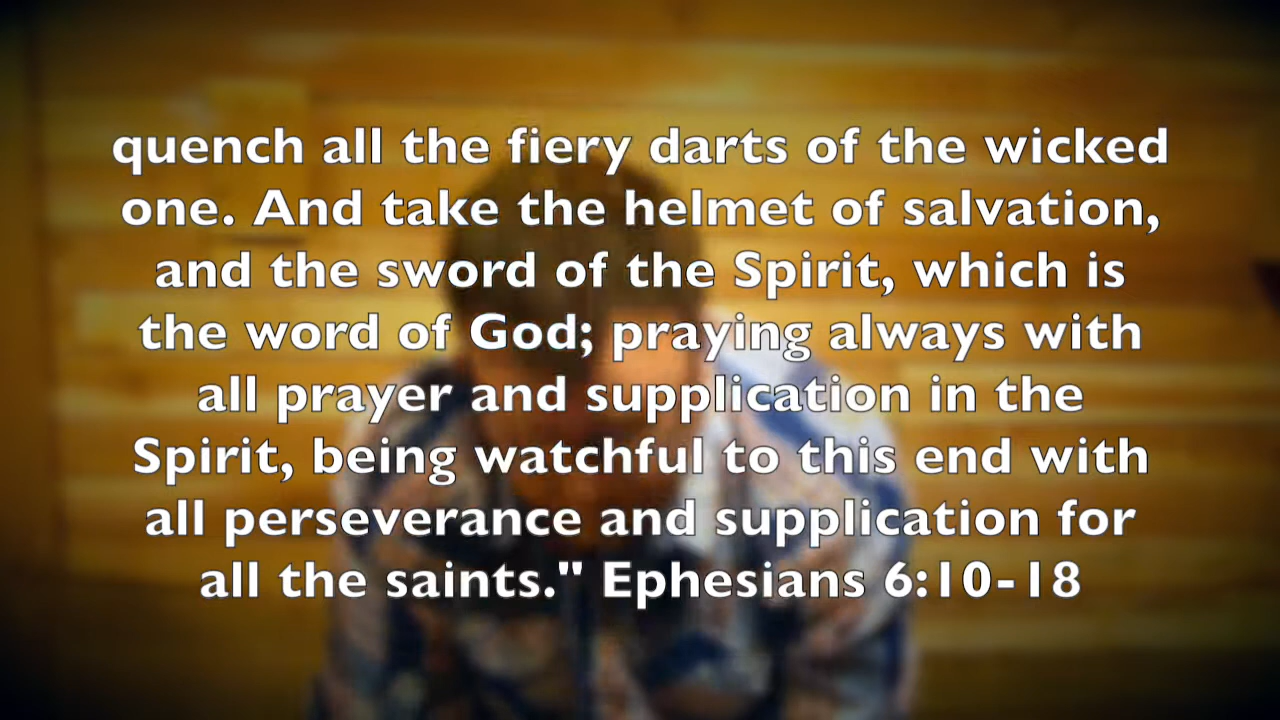 quench all the fiery darts of the wicked
one. And take the helmet of salvation,
and the sword of the Spirit, which is
the word of God; praying always with
all prayer and supplication in the
Spirit, being watchful to this end with
all perseverance and supplication for
all the saints." Ephesians 6:10-18